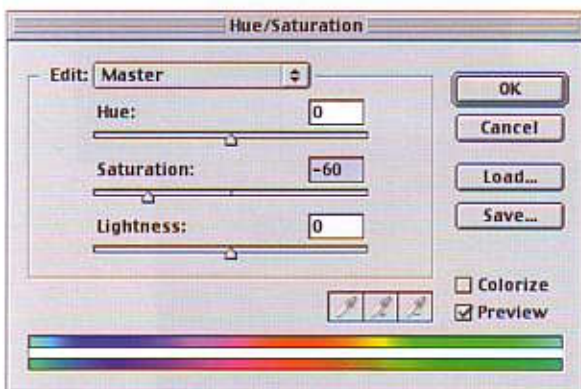 Hue/Saturation
Edit: Master
OK
Hue: 0
Cancel
Saturation: -60
Load...
Lightness: 0
Save...
Colorize
Preview